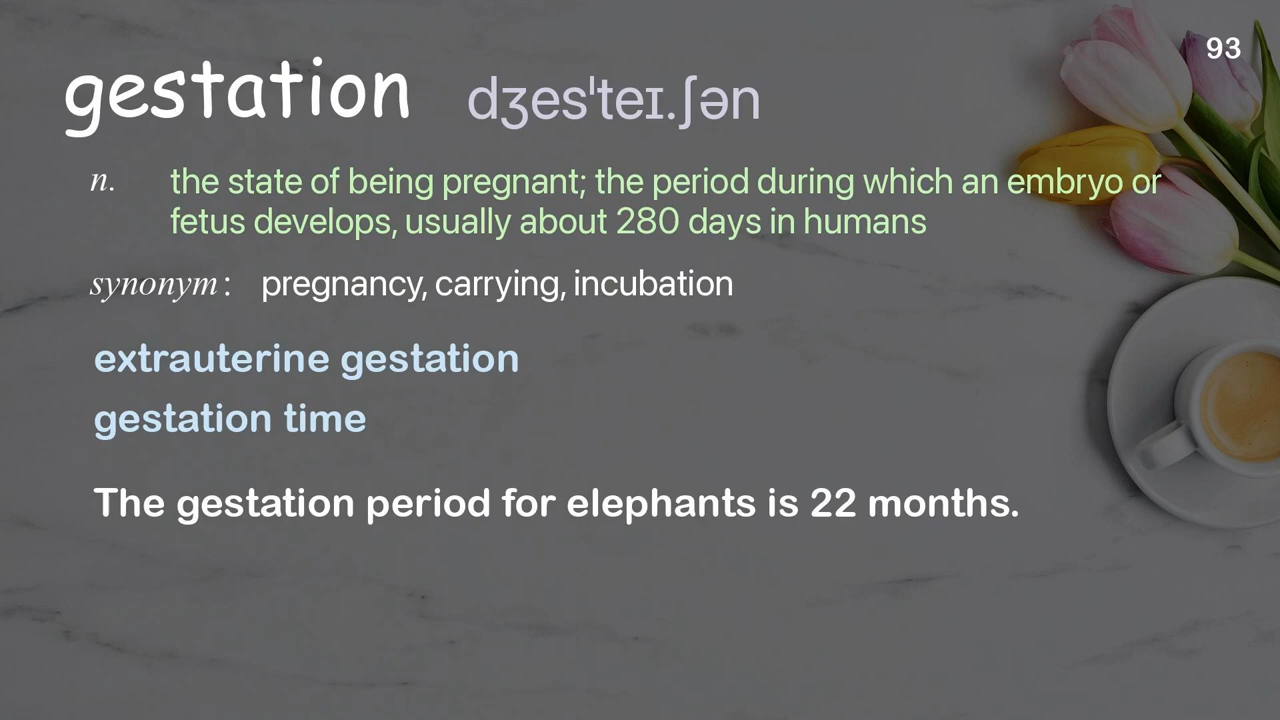 93
gestation dʒesˈteɪ.ʃən
n. the state of being pregnant; the period during which an embryo or
fetus develops, usually about 280 days in humans
synonym: pregnancy, carrying, incubation
extrauterine gestation
gestation time
The gestation period for elephants is 22 months.